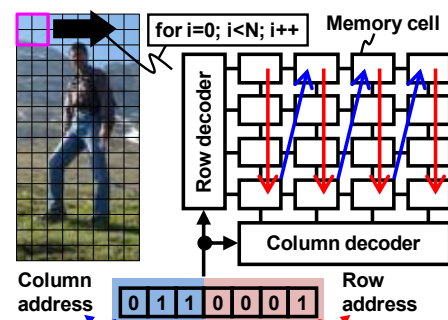 for i=0; i<N; i++
Memory cell
Row decoder
Column decoder
Column
address
0 1 1 0 0 0 1
Row
address